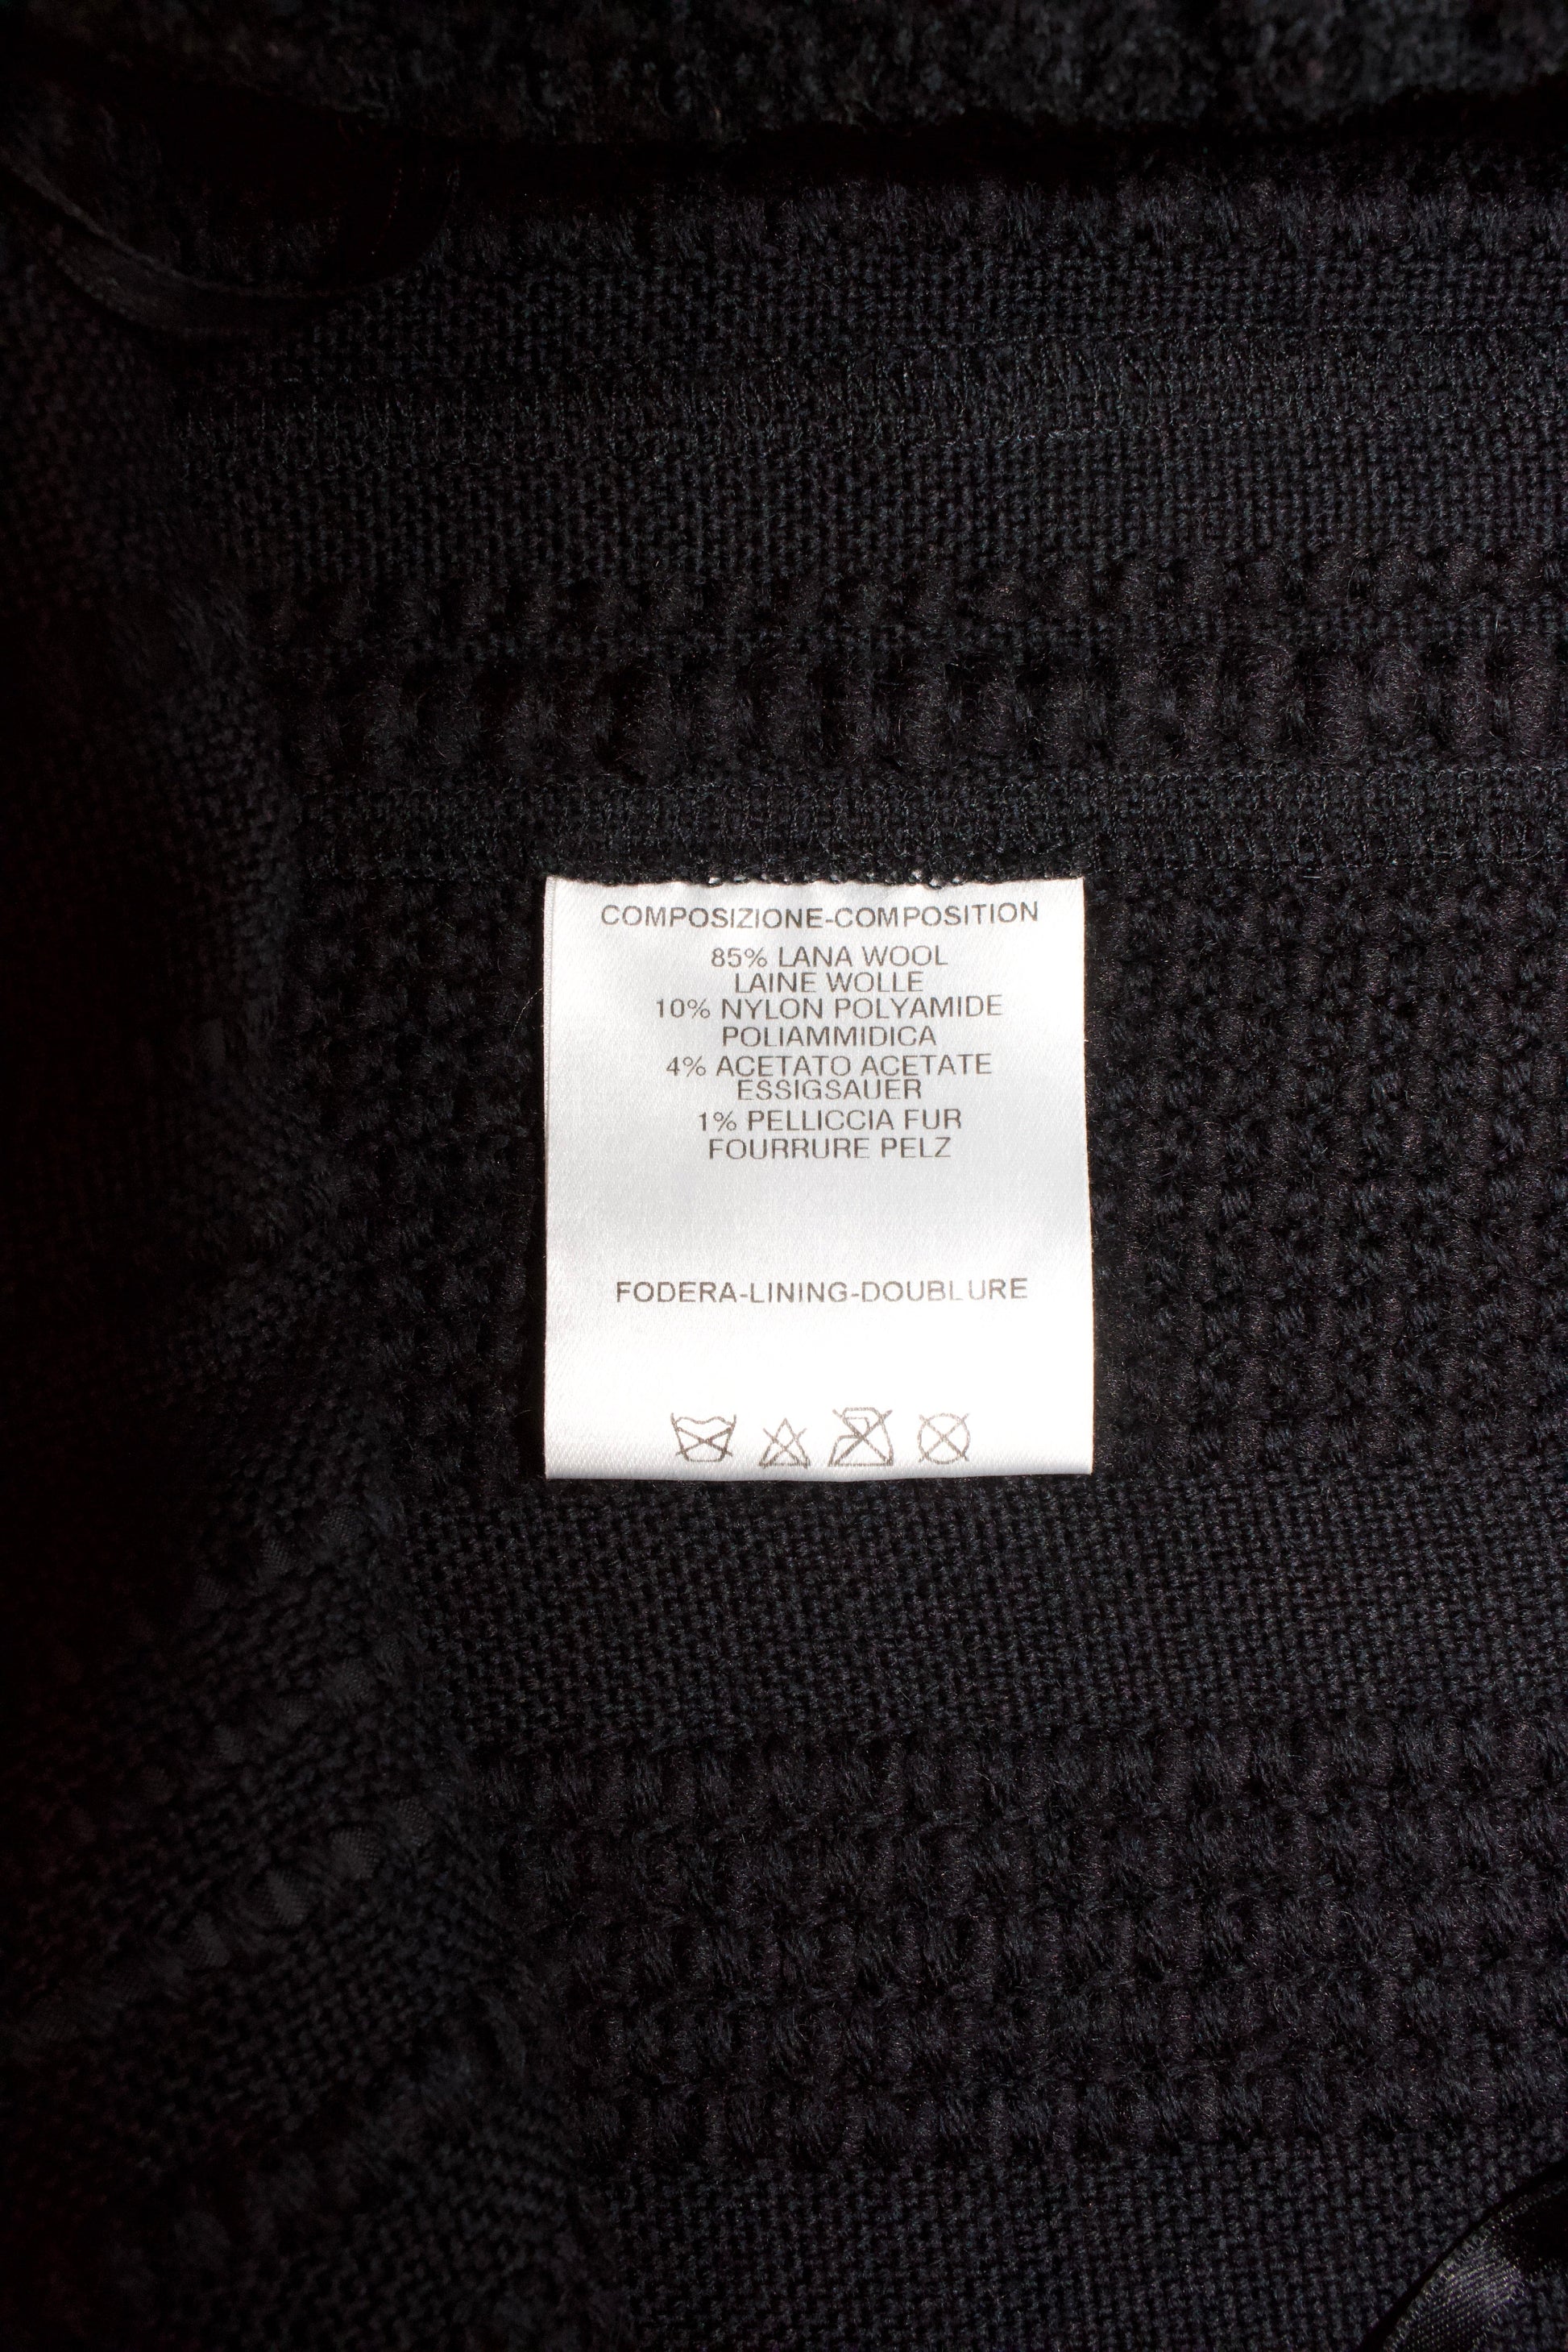 COMPOSIZIONE-COMPOSITION
85% LANA WOOL
LAINE WOLLE
10% NYLON POLYAMIDE
POLIAMMIDICA
4% ACETATO ACETATE
ESSIGSAUER
1% PELLICCIA FUR
FOURRURE PELZ
FODERA-LINING-DOUBLURE